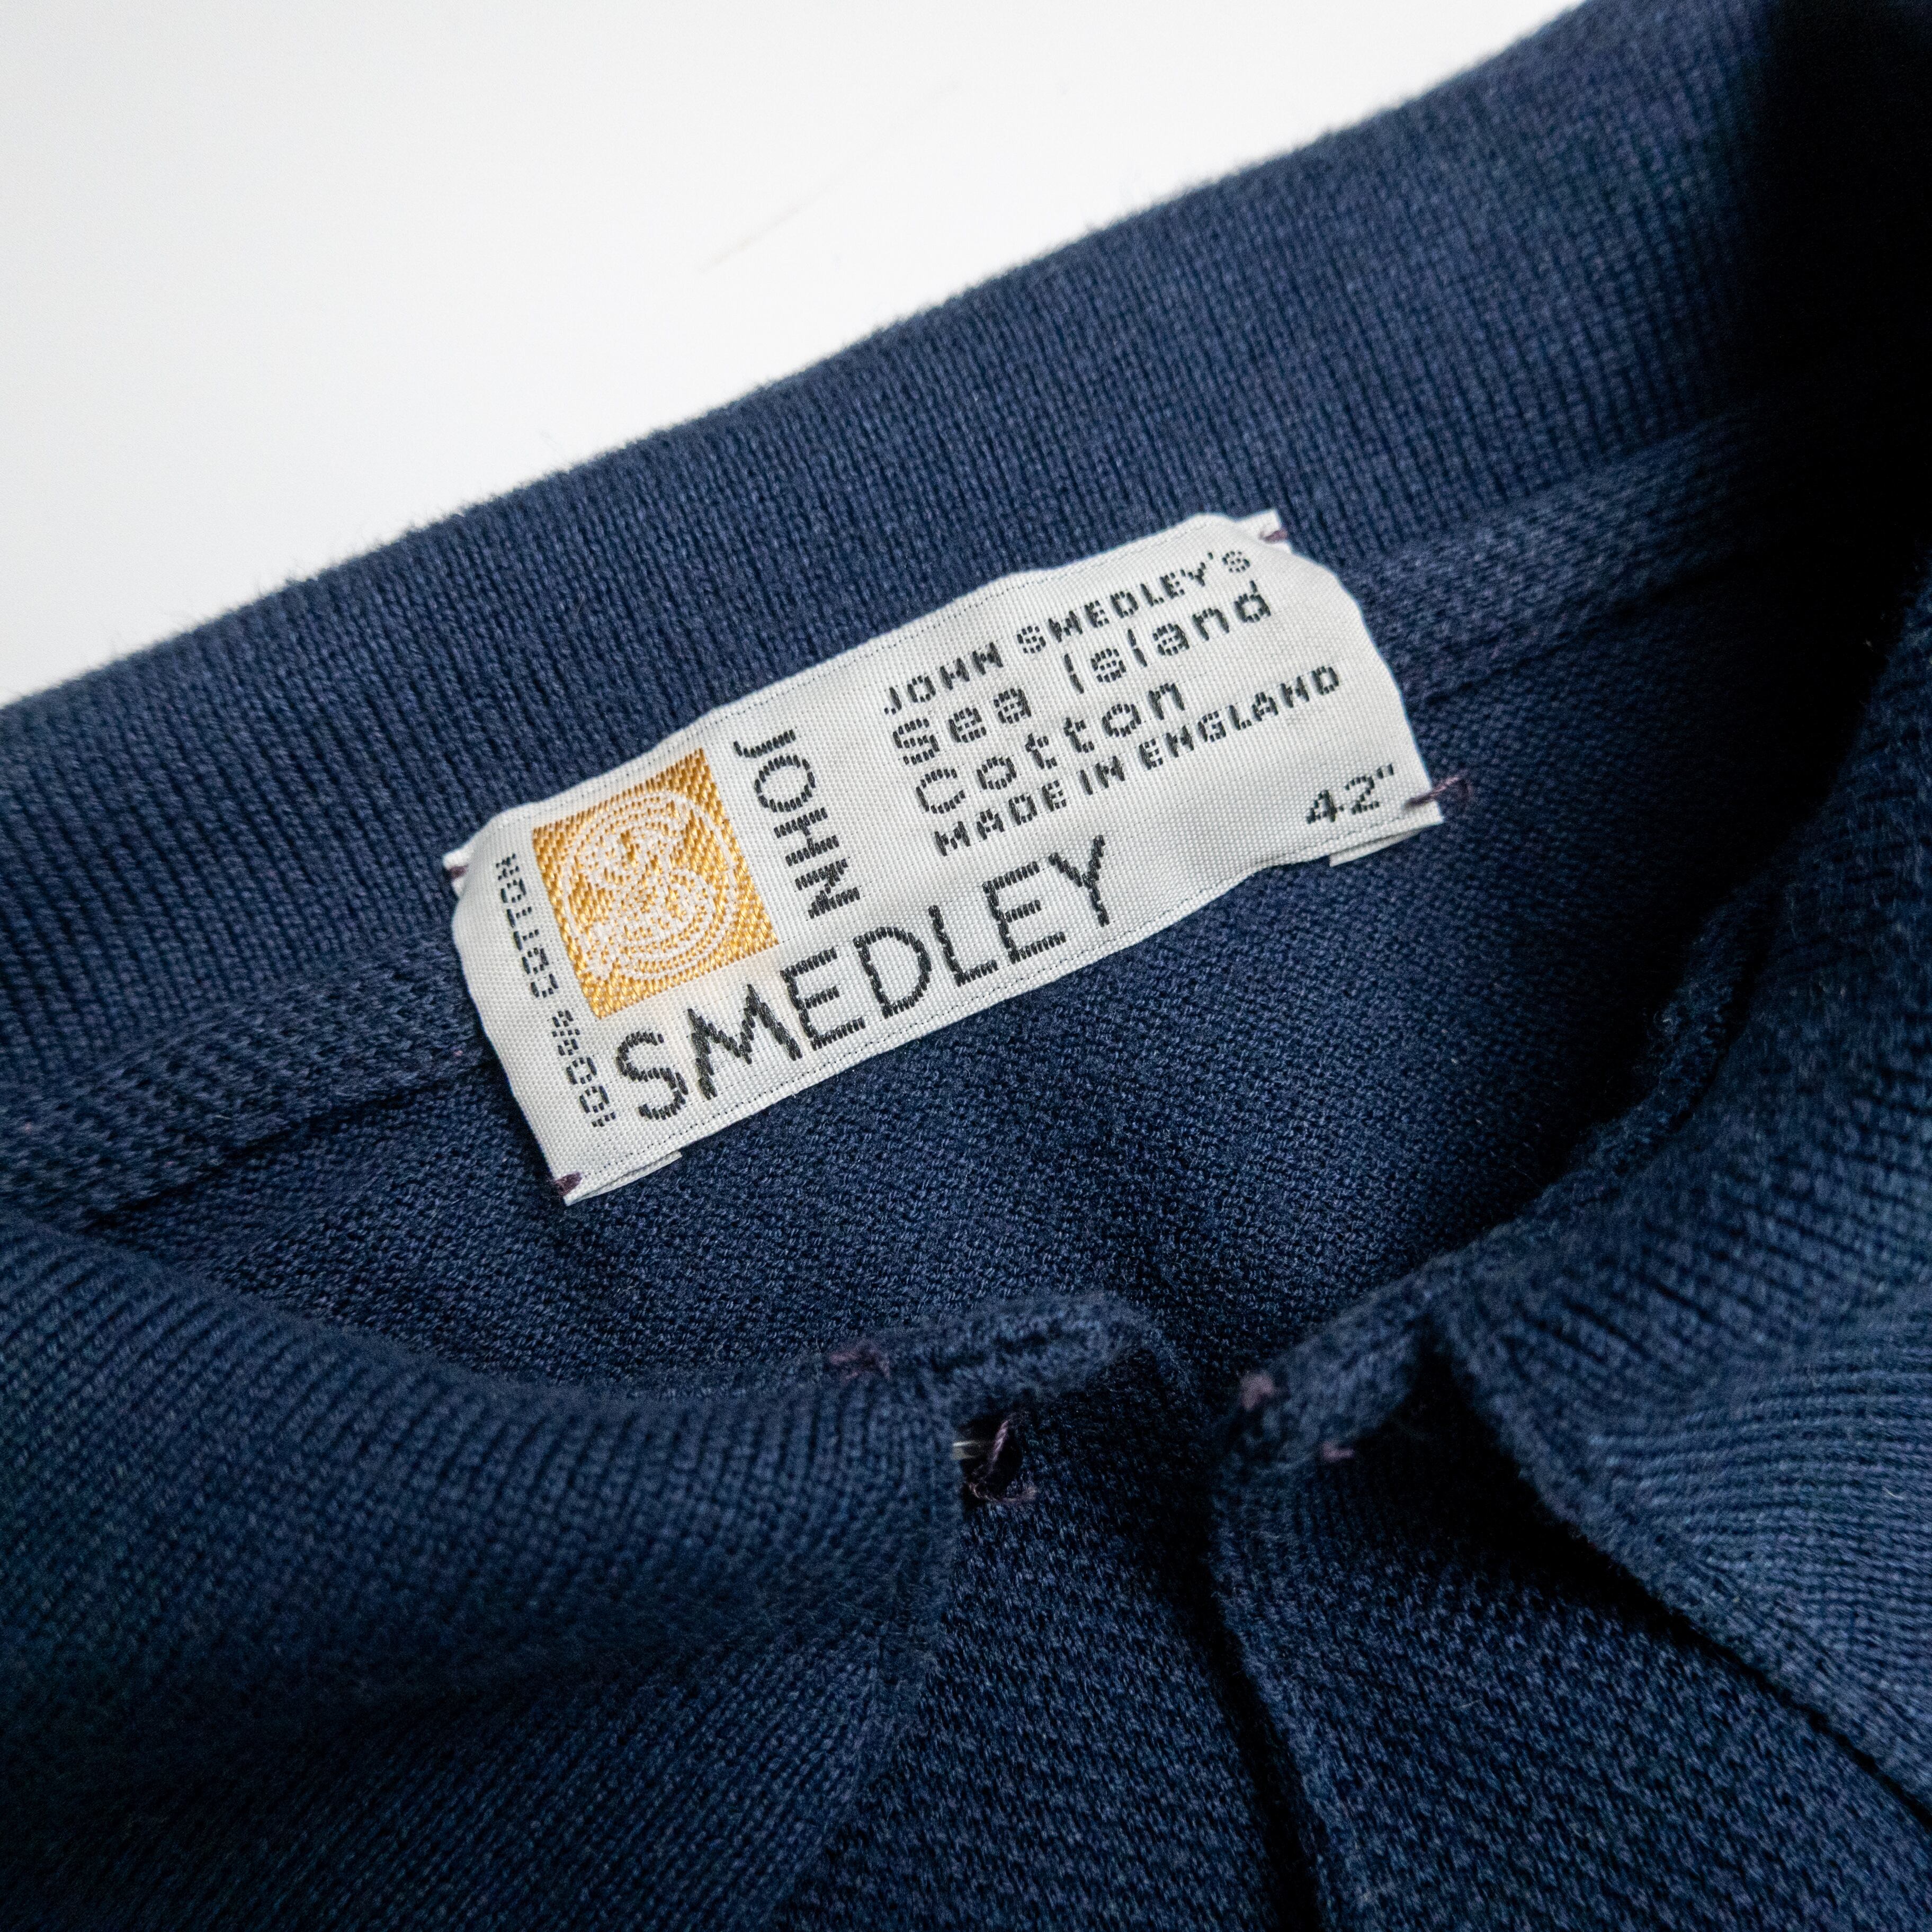 JOHN SMEDLEY'S
Sea Island
Cotton
MADE IN ENGLAND
42"
JOHN
SMEDLEY
100% COTTON